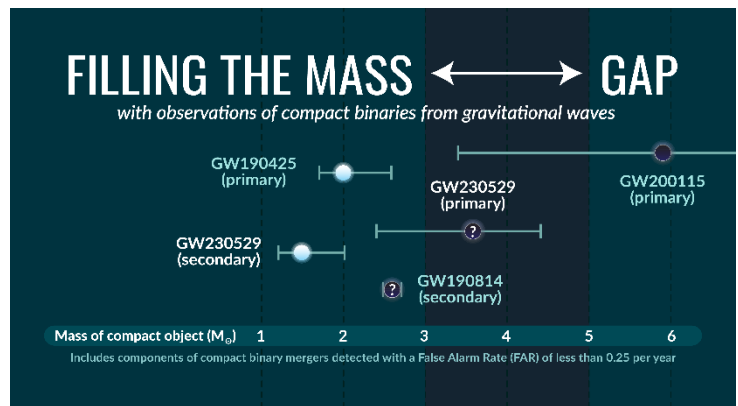 FILLING THE MASS GAP
with observations of compact binaries from gravitational waves
GW190425
(primary)
GW230529
(primary)
GW200115
(primary)
GW230529
(secondary)
?
?
GW190814
(secondary)
Mass of compact object (M⊙) 1 2 3 4 5 6
Includes components of compact binary mergers detected with a False Alarm Rate (FAR) of less than 0.25 per year